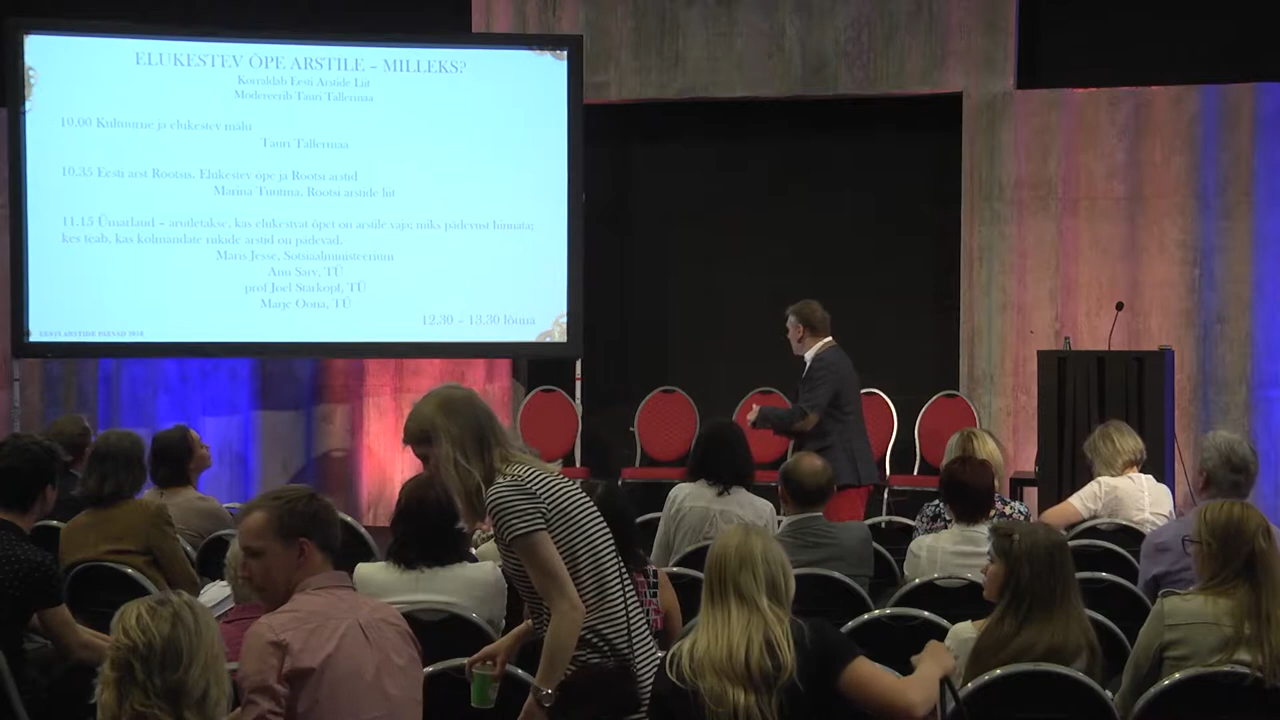 ELUKESTEV ÕPE ARSTILE – MILLEKS?
Korraldab Eesti Arstide Liit
Modereerib Tauri Tallermaa
10.00 Kultuurne ja elukestev mälu
Tauri Tallermaa
10.35 Eesti arst Rootsis. Elukestev õpe ja Rootsi arstid
Marina Tuutma, Rootsi arstide liit
11.15 Ümarlaud – arutletakse, kas elukestvat õpet on arstile vaja; miks pädevust hinnata;
kes teab, kas kolmandate riikide arstid on pädevad.
Maris Jesse, Sotsiaalministeerium
Anu Sarv, TÜ
prof Joel Starkopf, TÜ
Marje Oona, TÜ
12.30 – 13.30 lõuna
EESTI ARSTIDE PÄEVAD 2018